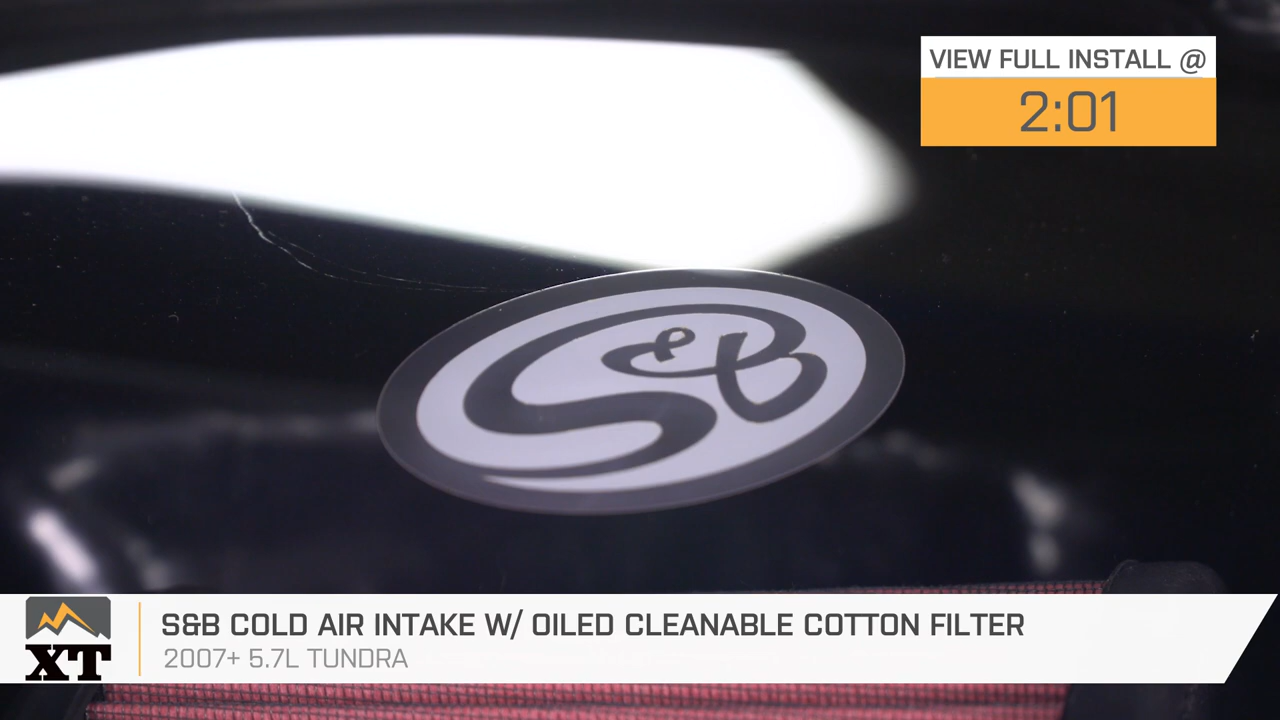 VIEW FULL INSTALL @
2:01
S&B
S&B COLD AIR INTAKE W/ OILED CLEANABLE COTTON FILTER
2007+ 5.7L TUNDRA
XT